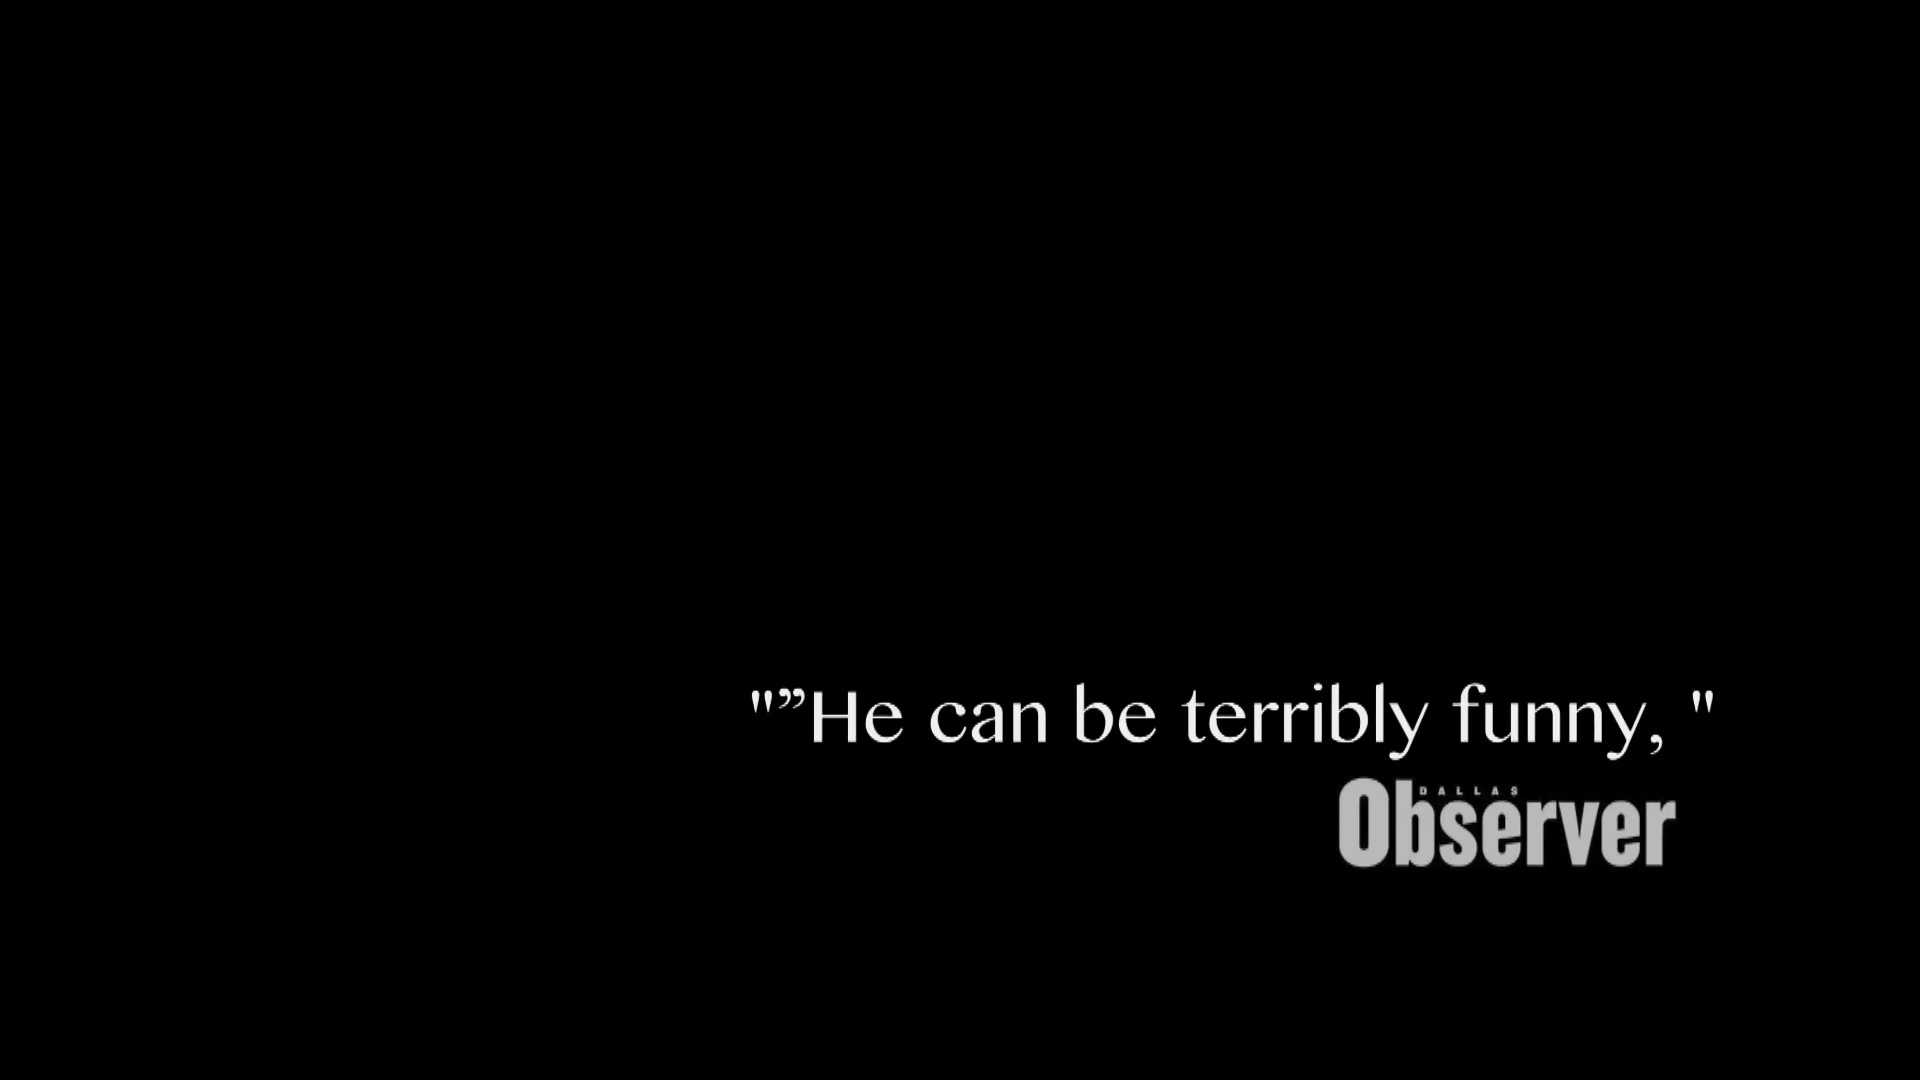 "”He can be terribly funny, "
DALLAS
Observer